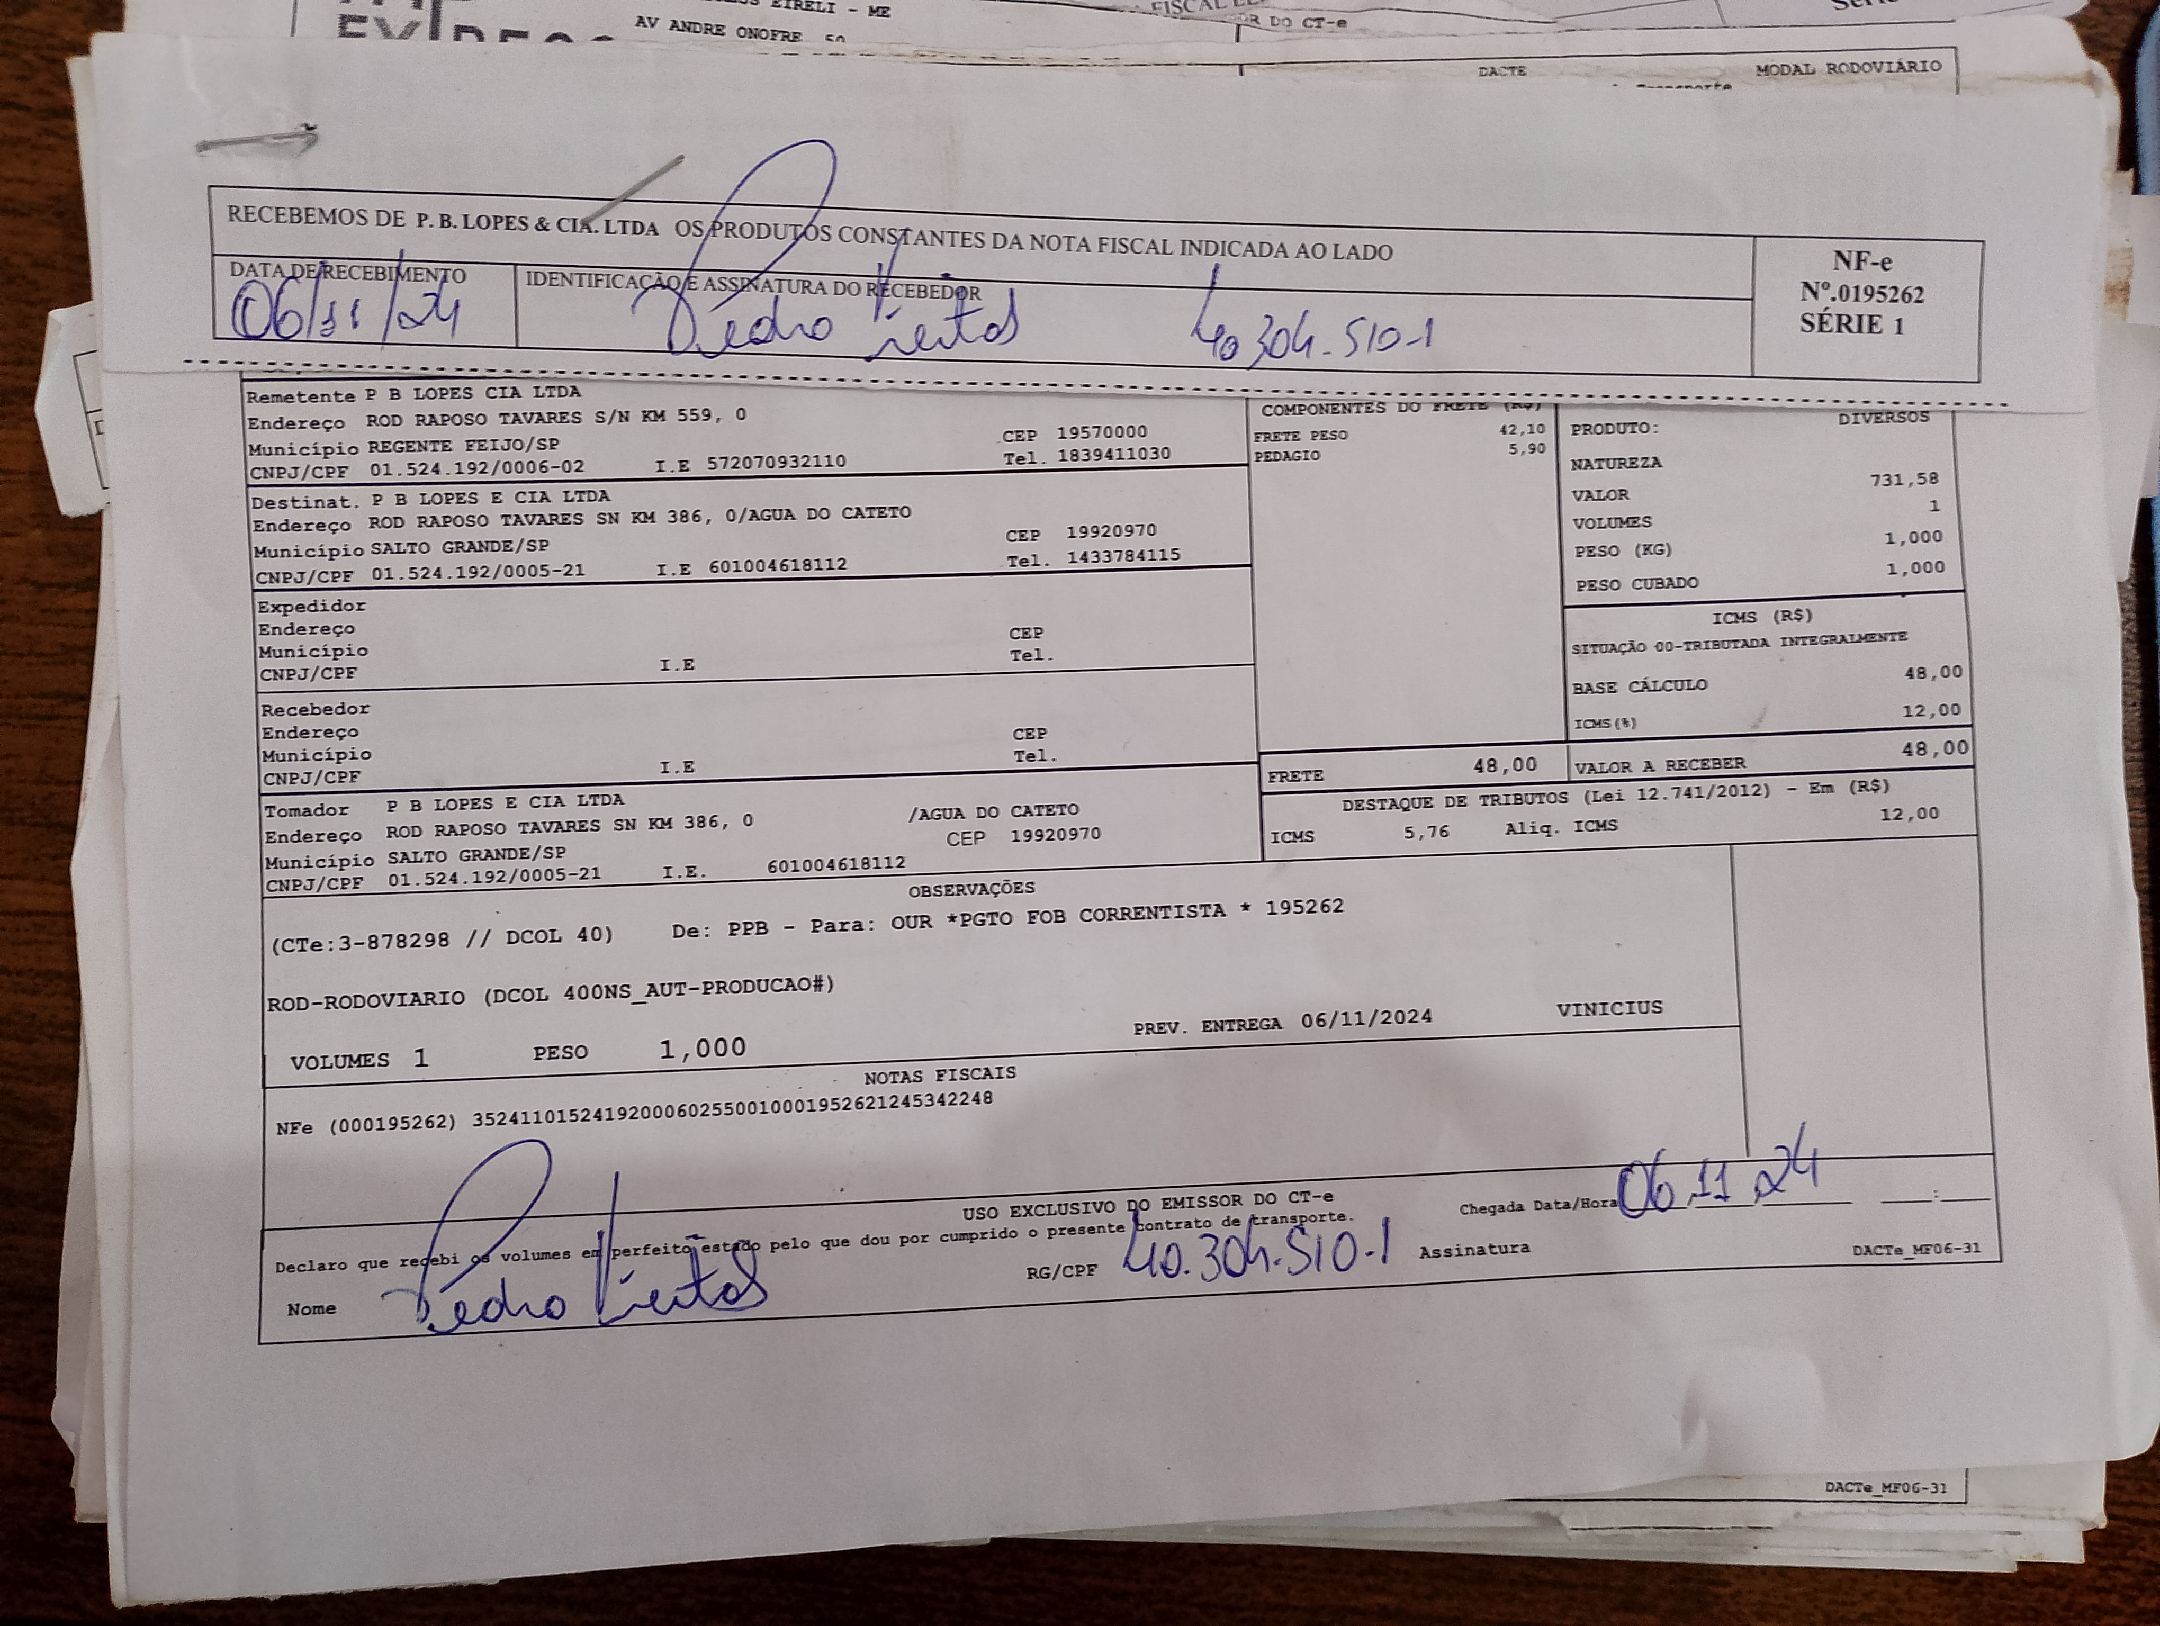 EIRELI - ME
AV ANDRE ONOFRE
FISCAL
OR DO CT-e
DACTE
MODAL RODOVIÁRIO
RECEBEMOS DE P. B. LOPES & CIA. LTDA OS PRODUTOS CONSTANTES DA NOTA FISCAL INDICADA AO LADO
DATA DE RECEBIMENTO
IDENTIFICAÇÃO E ASSINATURA DO RECEBEDOR
06/11/24
Pedro
40.304.510-1
NF-e
Nº.0195262
SÉRIE 1
Remetente P B LOPES CIA LTDA
Endereço ROD RAPOSO TAVARES S/N KM 559, 0
Município REGENTE FEIJO/SP CEP 19570000
CNPJ/CPF 01.524.192/0006-02 I.E 572070932110 Tel. 1839411030
Destinat. P B LOPES E CIA LTDA
Endereço ROD RAPOSO TAVARES SN KM 386, 0/AGUA DO CATETO
Município SALTO GRANDE/SP CEP 19920970
CNPJ/CPF 01.524.192/0005-21 I.E 601004618112 Tel. 1433784115
Expedidor
Endereço
Município CEP
CNPJ/CPF I.E Tel.
Recebedor
Endereço
Município CEP
CNPJ/CPF I.E Tel.
Tomador P B LOPES E CIA LTDA
Endereço ROD RAPOSO TAVARES SN KM 386, 0 /AGUA DO CATETO
Município SALTO GRANDE/SP CEP 19920970
CNPJ/CPF 01.524.192/0005-21 I.E. 601004618112
COMPONENTES DO FRETE (R$)
FRETE PESO 42,10
PEDAGIO 5,90
FRETE 48,00
PRODUTO: DIVERSOS
NATUREZA
VALOR 731,58
VOLUMES 1
PESO (KG) 1,000
PESO CUBADO 1,000
ICMS (R$)
SITUAÇÃO 00-TRIBUTADA INTEGRALMENTE
BASE CÁLCULO 48,00
ICMS(%) 12,00
VALOR A RECEBER 48,00
DESTAQUE DE TRIBUTOS (Lei 12.741/2012) - Em (R$)
ICMS 5,76 Aliq. ICMS 12,00
OBSERVAÇÕES
(CTe:3-878298 // DCOL 40) De: PPB - Para: OUR *PGTO FOB CORRENTISTA * 195262
ROD-RODOVIARIO (DCOL 400NS_AUT-PRODUCAO#)
VOLUMES 1 PESO 1,000 PREV. ENTREGA 06/11/2024 VINICIUS
NOTAS FISCAIS
NFe (000195262) 35241101524192000602550010001952621245342248
USO EXCLUSIVO DO EMISSOR DO CT-e
Declaro que recebi os volumes em perfeito estado pelo que dou por cumprido o presente contrato de transporte.
Chegada Data/Hora 06 11 24 :
Nome Pedro
RG/CPF 40.304.510-1 Assinatura
DACTe_MF06-31
DACTe_MF06-31